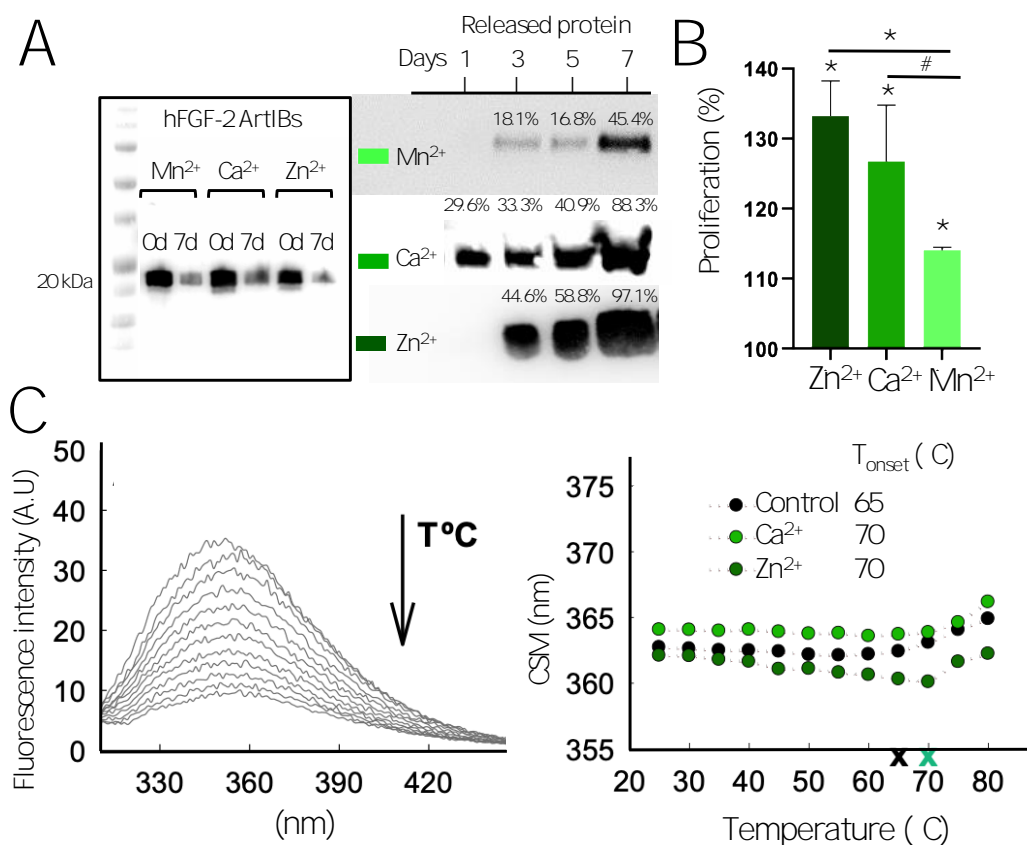 A
Released protein
Days 1 3 5 7
hFGF-2 ArtIBs
Mn²⁺ Ca²⁺ Zn²⁺
0d 7d 0d 7d 0d 7d
20 kDa
18.1% 16.8% 45.4%
Mn²⁺
29.6% 33.3% 40.9% 88.3%
Ca²⁺
44.6% 58.8% 97.1%
Zn²⁺
B
*
* #
*
*
140
130
120
110
100
Proliferation (%)
Zn²⁺ Ca²⁺ Mn²⁺
C
50
40
30
20
10
0
Fluorescence intensity (A.U)
T°C
330 360 390 420
(nm)
Tonset ( C)
Control 65
Ca²⁺ 70
Zn²⁺ 70
375
370
365
360
355
CSM (nm)
x x
20 30 40 50 60 70 80
Temperature ( C)